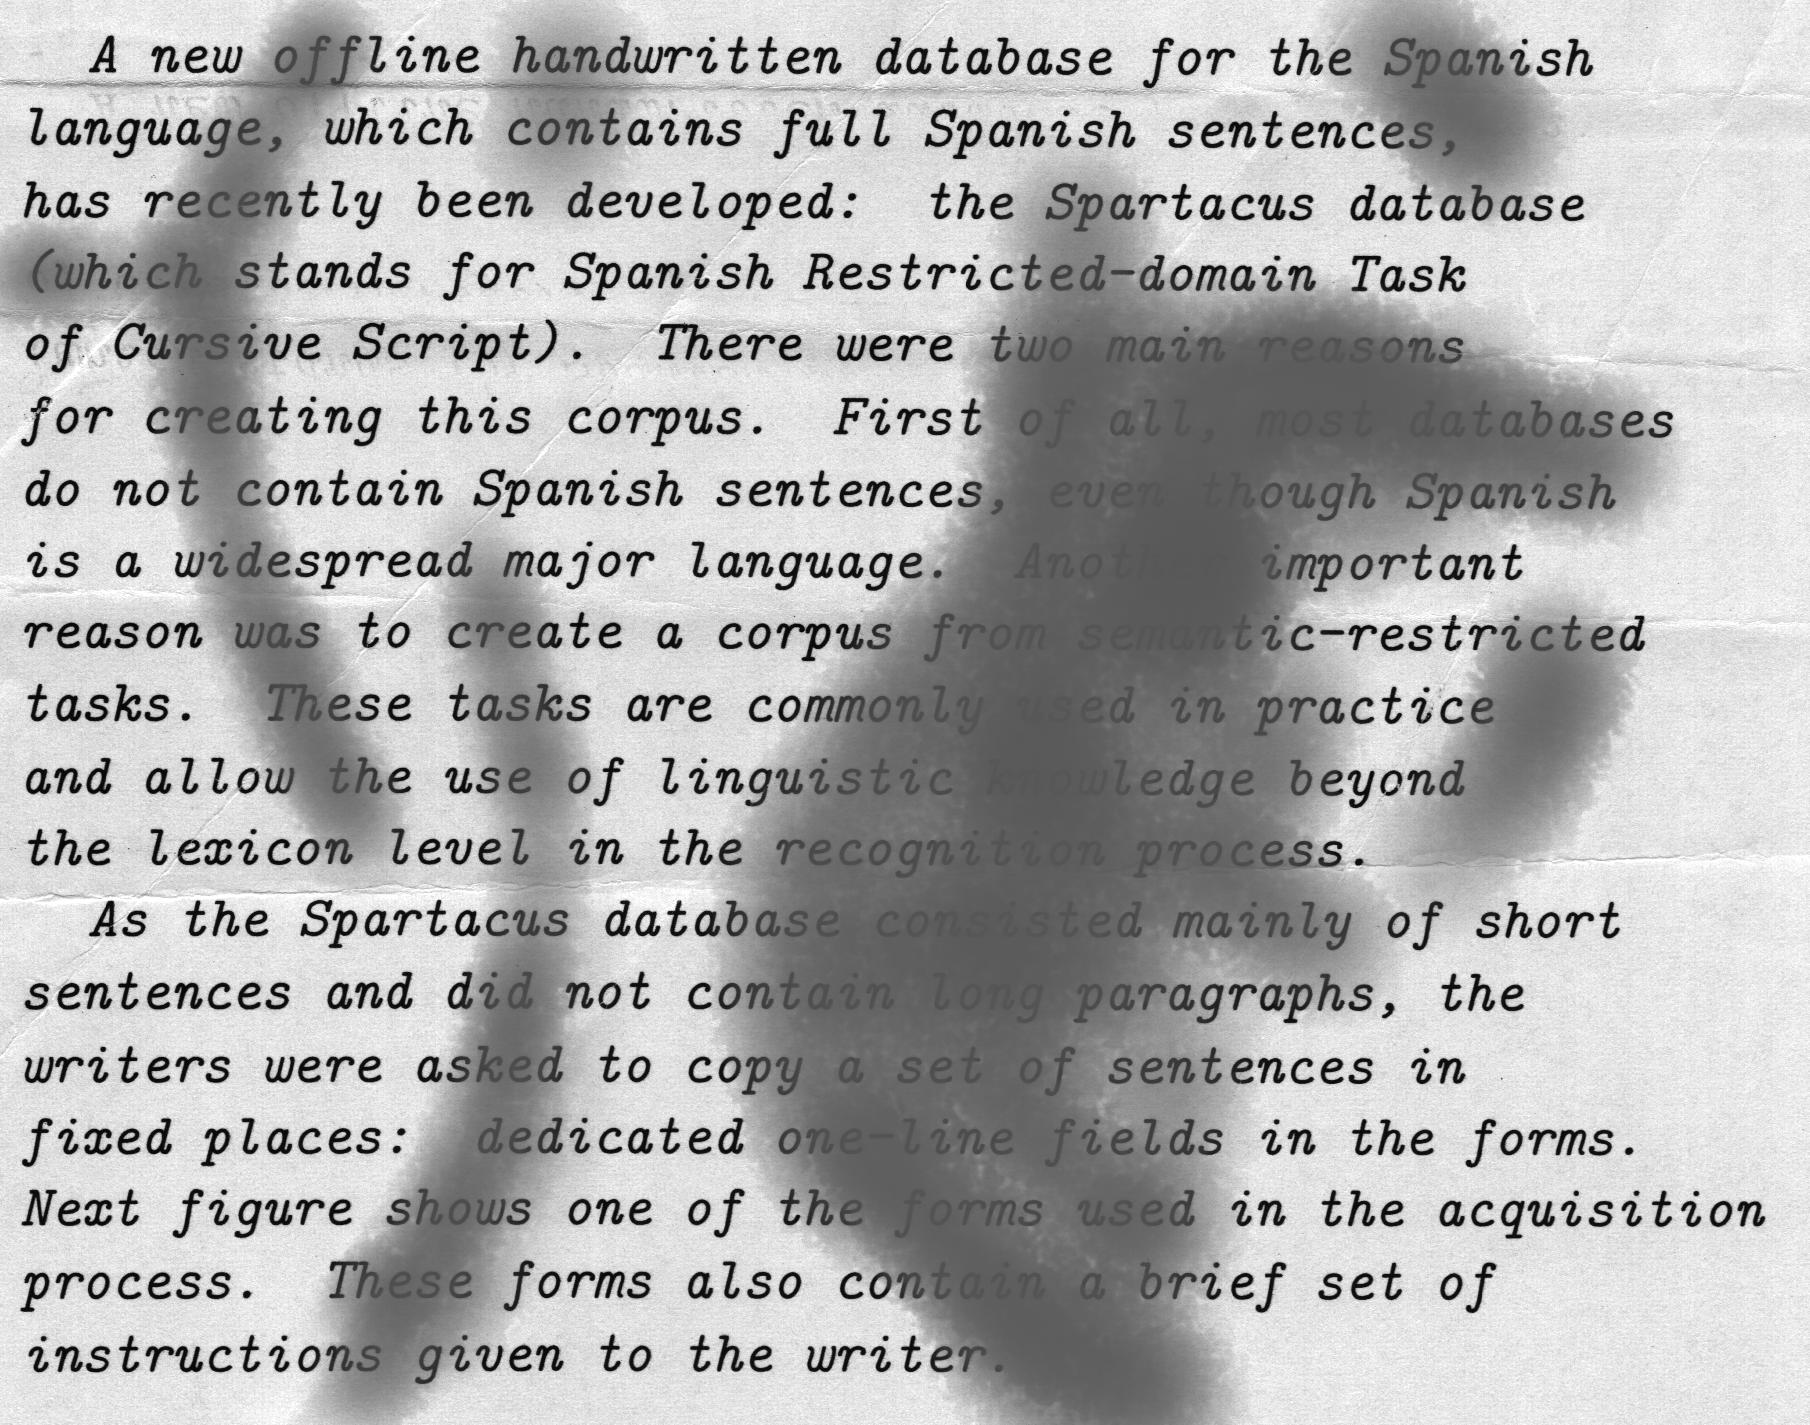 A new offline handwritten database for the Spanish
language, which contains full Spanish sentences,
has recently been developed: the Spartacus database
(which stands for Spanish Restricted-domain Task
of Cursive Script). There were two main reasons
for creating this corpus. First of all, most databases
do not contain Spanish sentences, even though Spanish
is a widespread major language. Another important
reason was to create a corpus from semantic-restricted
tasks. These tasks are commonly used in practice
and allow the use of linguistic knowledge beyond
the lexicon level in the recognition process.
As the Spartacus database consisted mainly of short
sentences and did not contain long paragraphs, the
writers were asked to copy a set of sentences in
fixed places: dedicated one-line fields in the forms.
Next figure shows one of the forms used in the acquisition
process. These forms also contain a brief set of
instructions given to the writer.